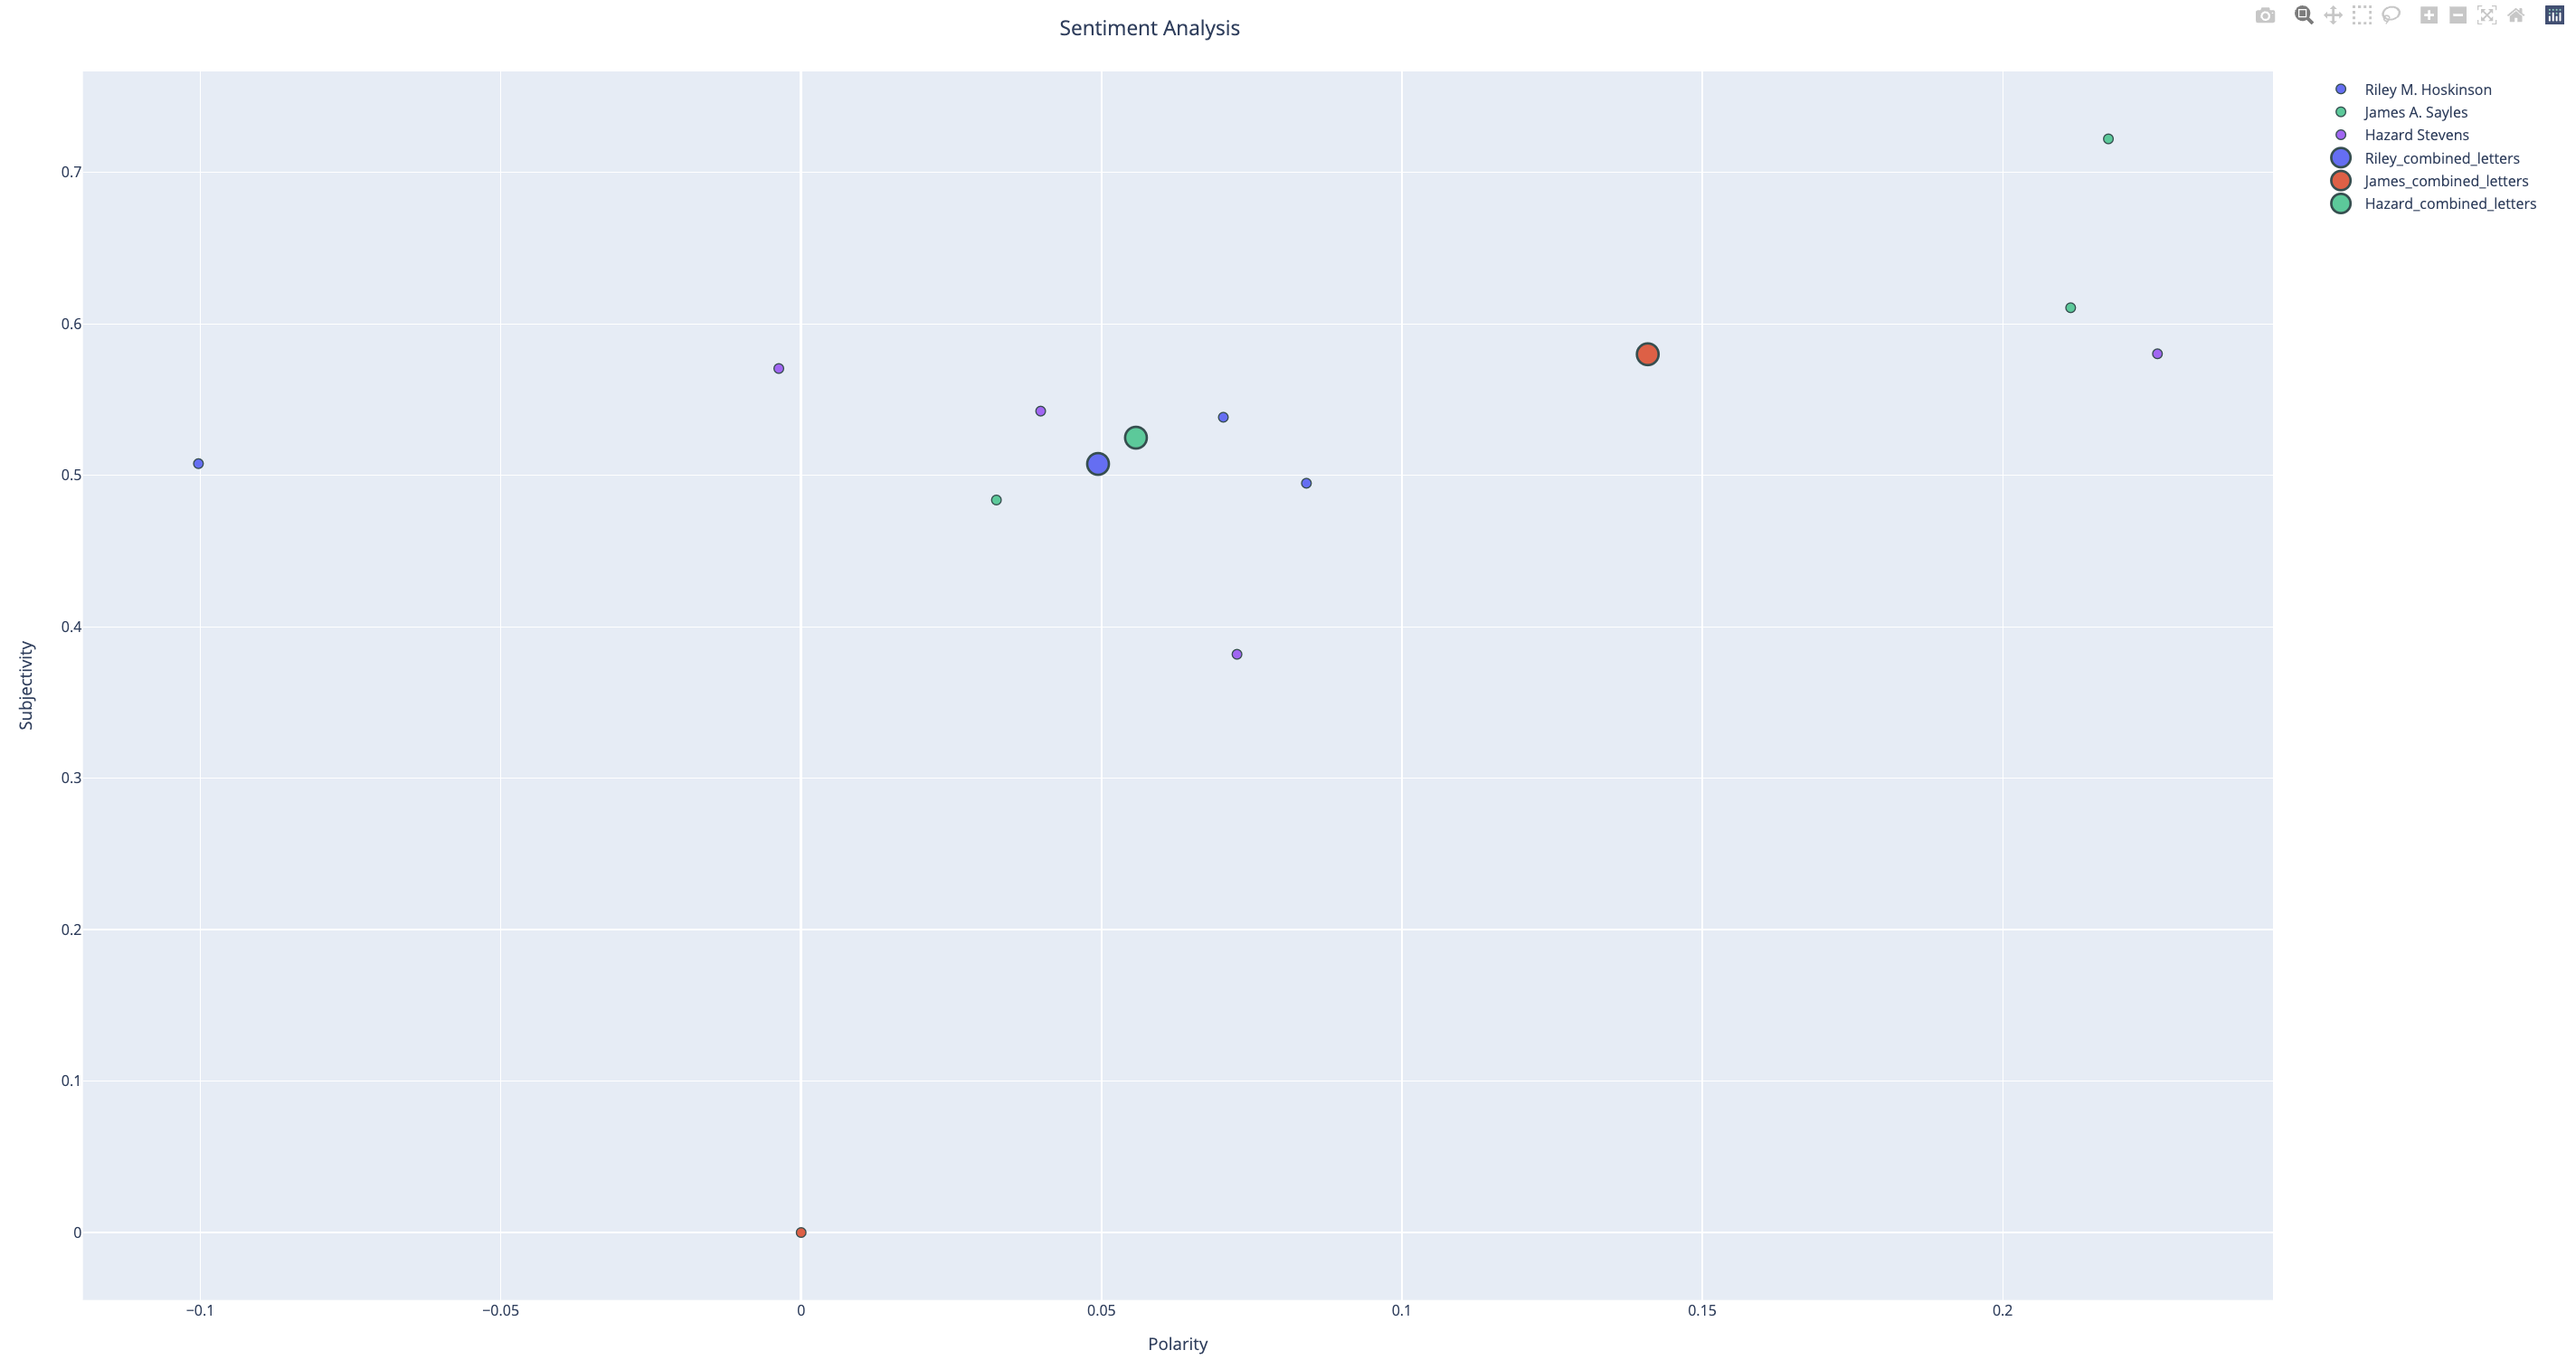 Sentiment Analysis
Riley M. Hoskinson
James A. Sayles
Hazard Stevens
Riley_combined_letters
James_combined_letters
Hazard_combined_letters
0.7
0.6
0.5
0.4
0.3
0.2
0.1
0
Subjectivity
−0.1
−0.05
0
0.05
0.1
0.15
0.2
Polarity